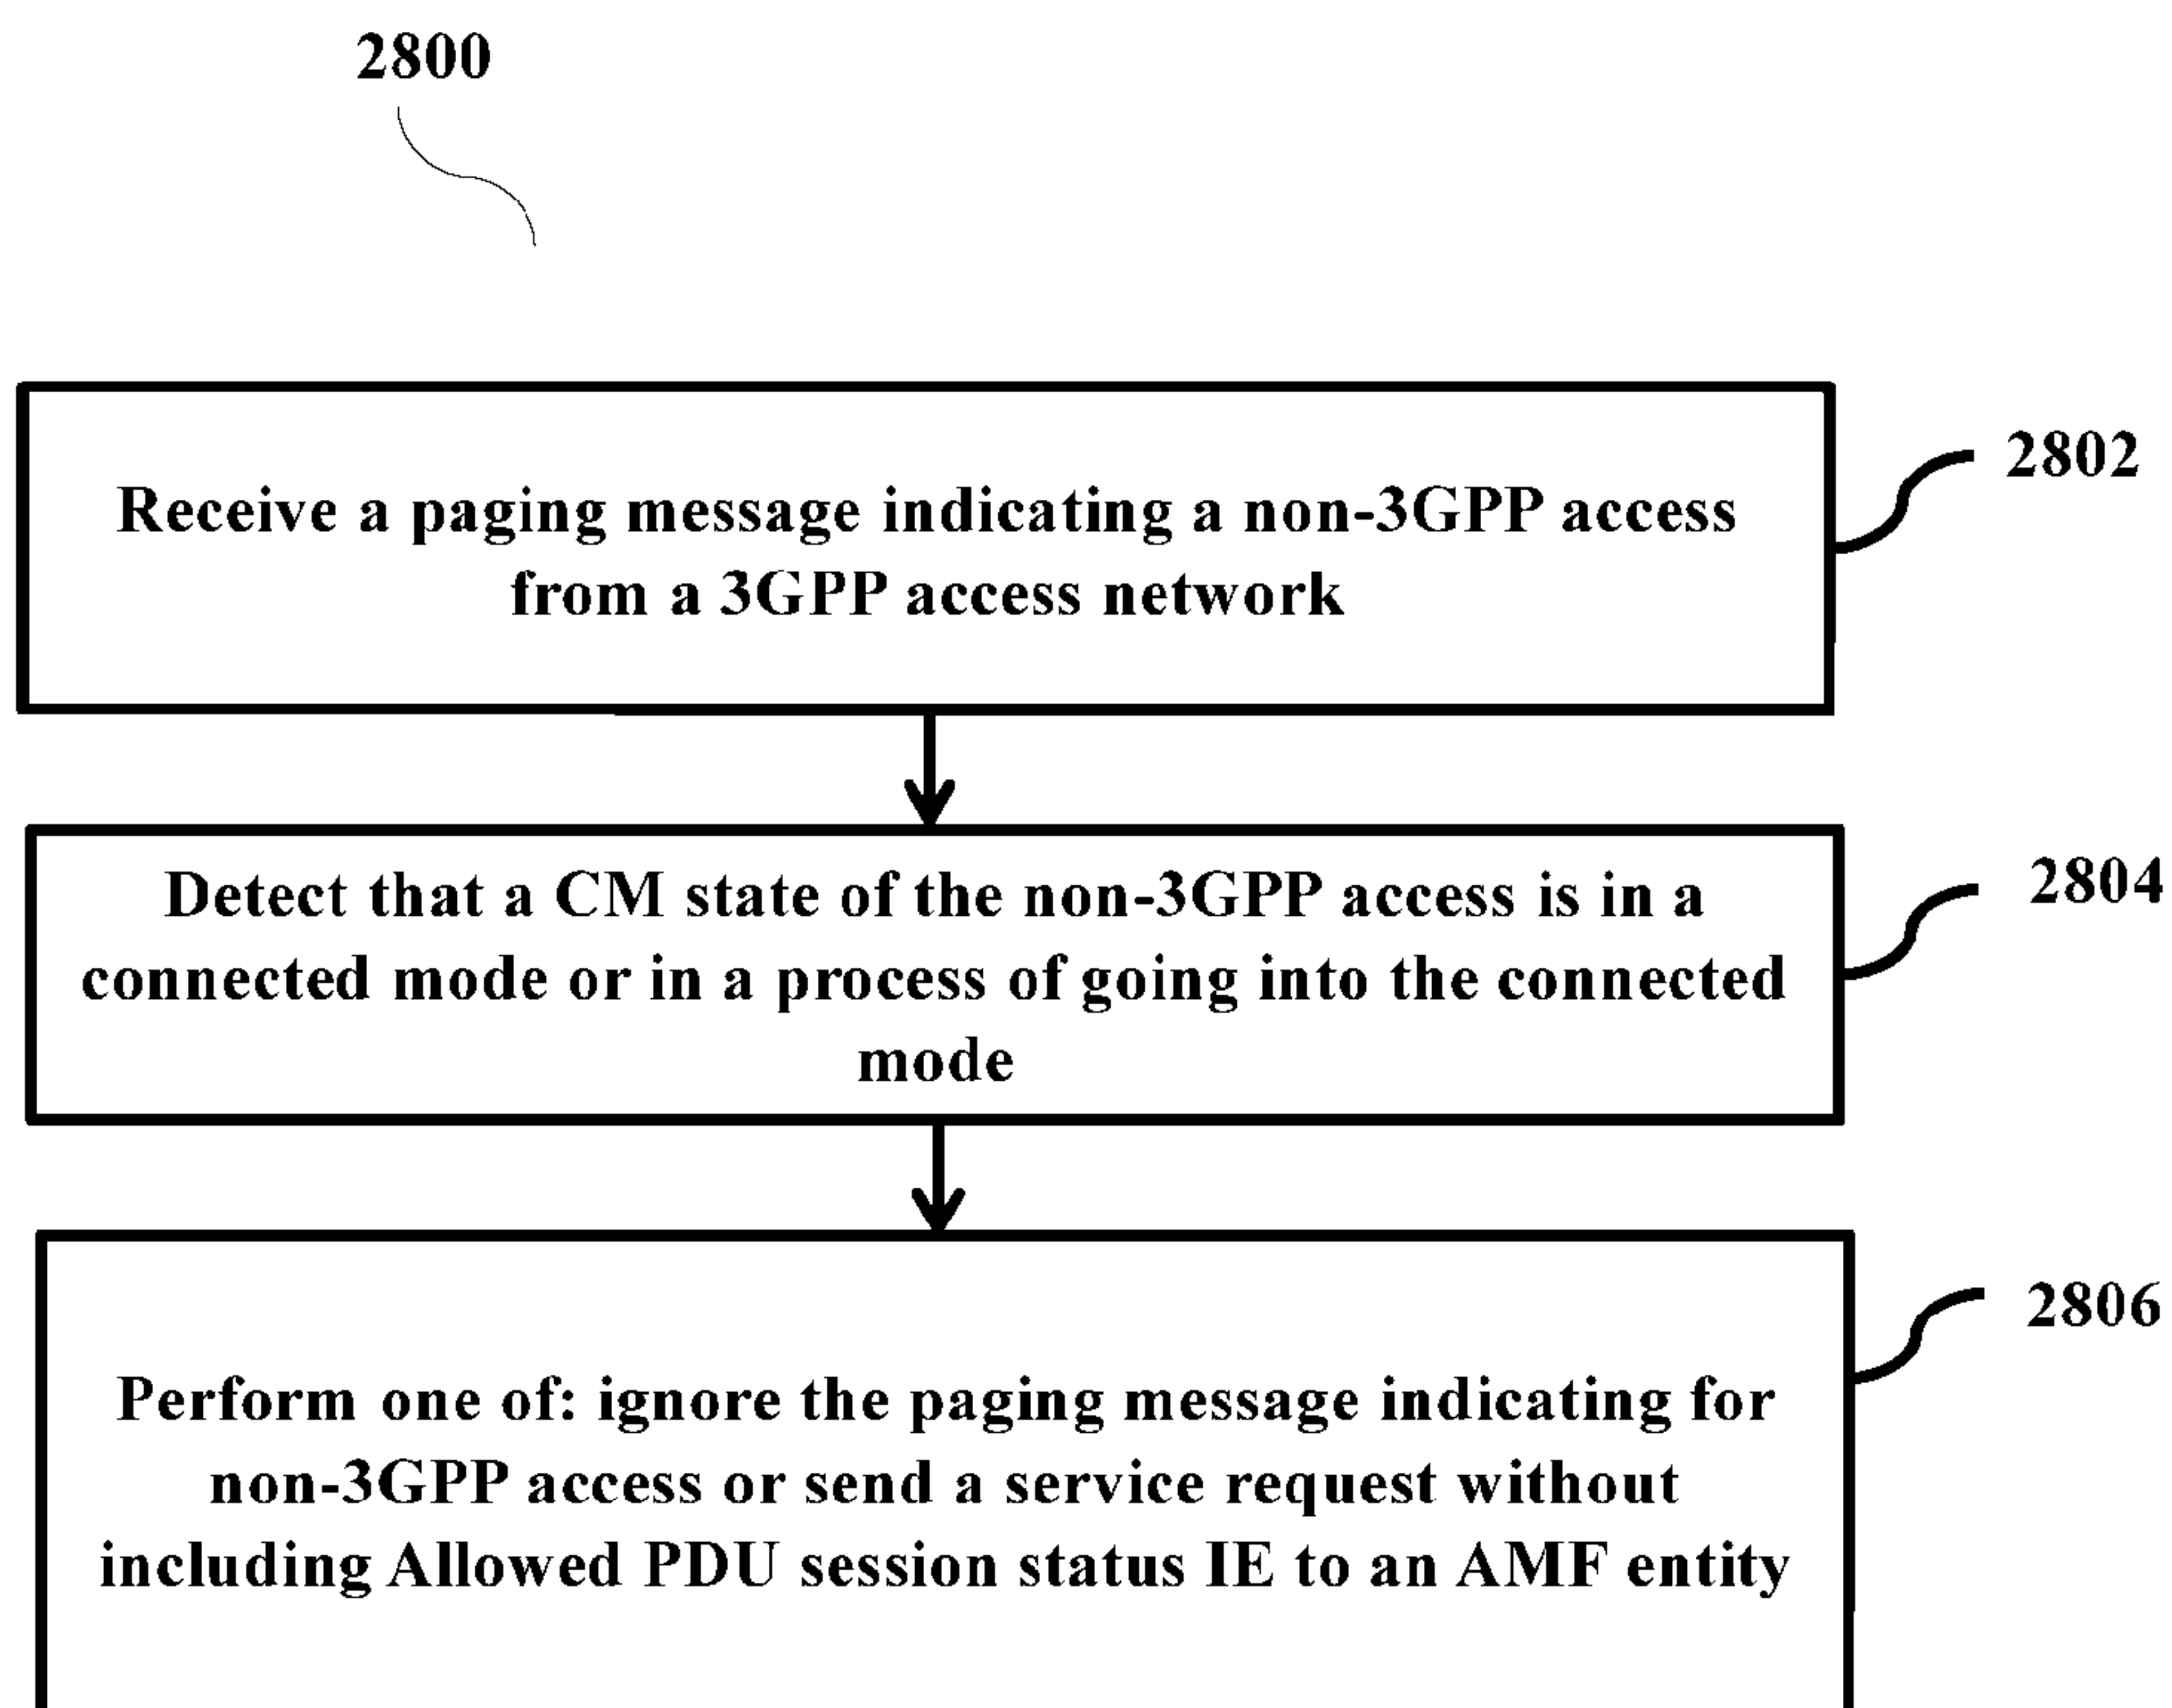 2800
Receive a paging message indicating a non-3GPP access
from a 3GPP access network
2802
Detect that a CM state of the non-3GPP access is in a
connected mode or in a process of going into the connected
mode
2804
Perform one of: ignore the paging message indicating for
non-3GPP access or send a service request without
including Allowed PDU session status IE to an AMF entity
2806